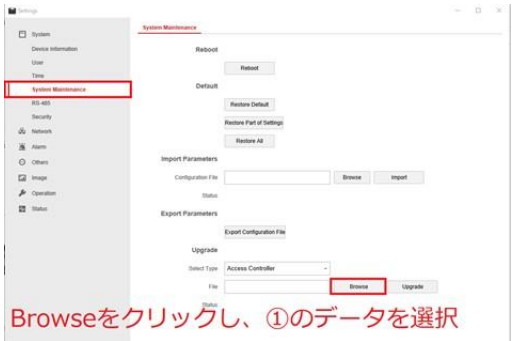 Settings
System
System Maintenance
Device Information
Reboot
User
Reboot
Time
System Maintenance
Default
RS-485
Restore Default
Security
Restore Part of Settings
Network
Restore All
Alarm
Import Parameters
Others
Image
Configuration File Browse Import
Operation
Status
Status
Export Parameters
Export Configuration File
Upgrade
Select Type Access Controller
File Browse Upgrade
Status
Browseをクリックし、①のデータを選択